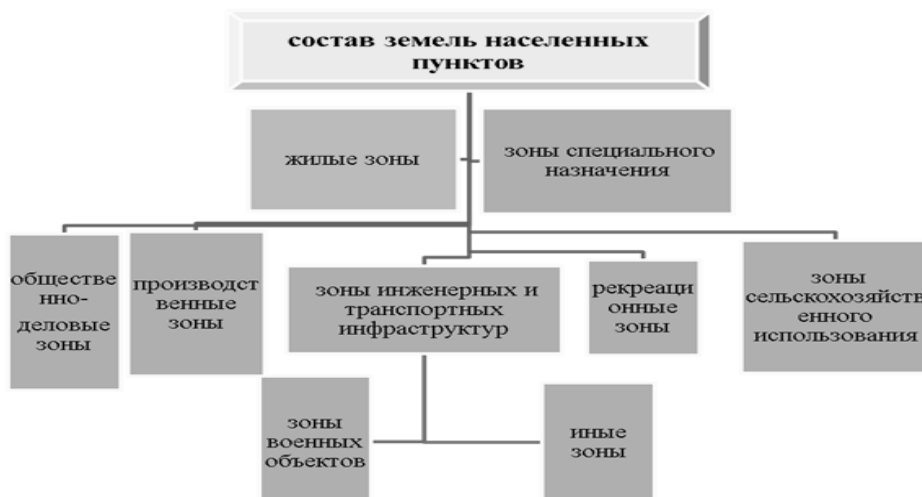 состав земель населенных
пунктов
жилые зоны
зоны специального
назначения
обществе
нно-
деловые
зоны
производст
венные
зоны
зоны инженерных и
транспортных
инфраструктур
рекреаци
онные
зоны
зоны
сельскохозяйств
енного
использования
зоны
военных
объектов
иные
зоны